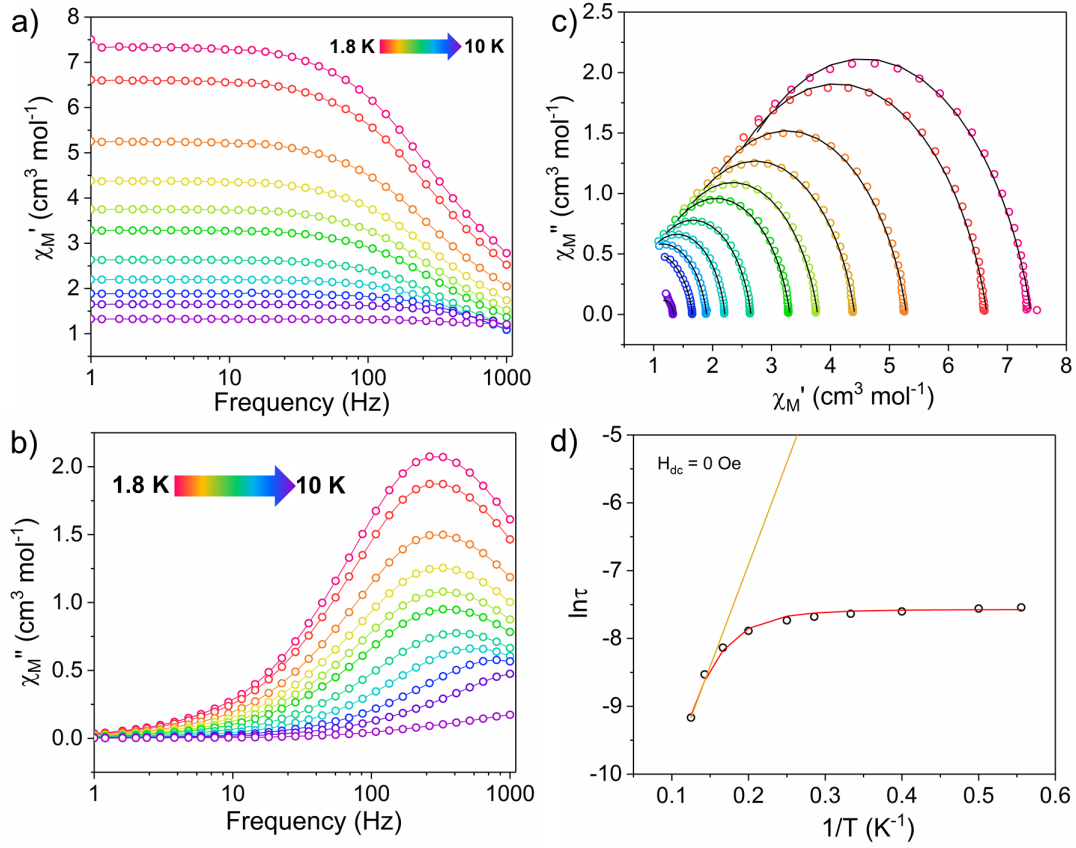 a)
8
7
6
5
4
3
2
1
χM' (cm³ mol⁻¹)
1.8 K
10 K
1
10
100
1000
Frequency (Hz)
b)
2.0
1.5
1.0
0.5
0.0
χM'' (cm³ mol⁻¹)
1.8 K
10 K
1
10
100
1000
Frequency (Hz)
c)
2.5
2.0
1.5
1.0
0.5
0.0
χM'' (cm³ mol⁻¹)
1
2
3
4
5
6
7
8
χM' (cm³ mol⁻¹)
d)
-5
-6
-7
-8
-9
-10
lnτ
Hdc = 0 Oe
0.1
0.2
0.3
0.4
0.5
0.6
1/T (K⁻¹)